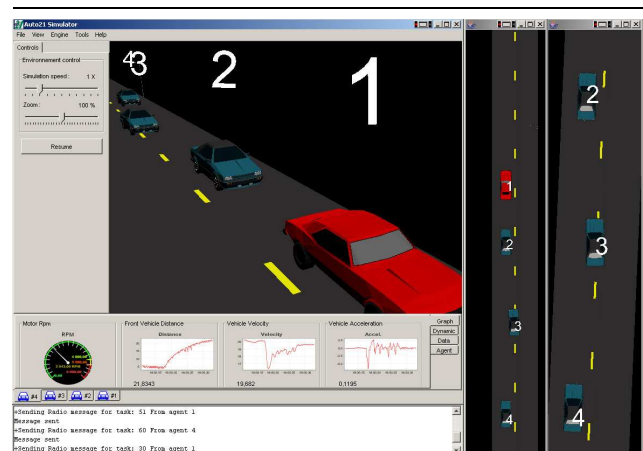 Auto21 Simulator
File View Engine Tools Help
Controls
Environnement control
Simulation speed : 1 X
Zoom : 100 %
Resume
4 3 2 1
1
2
3
4
2
3
4
Motor Rpm
RPM
Front Vehicle Distance
Distance
21,8343
Vehicle Velocity
Velocity
19,682
Vehicle Acceleration
Accel.
0,1195
Graph
Dynamic
Data
Agent
#4 #3 #2 #1
+Sending Radio message for task: 51 From agent 1
Message sent
+Sending Radio message for task: 60 From agent 4
Message sent
+Sending Radio message for task: 30 From agent 1